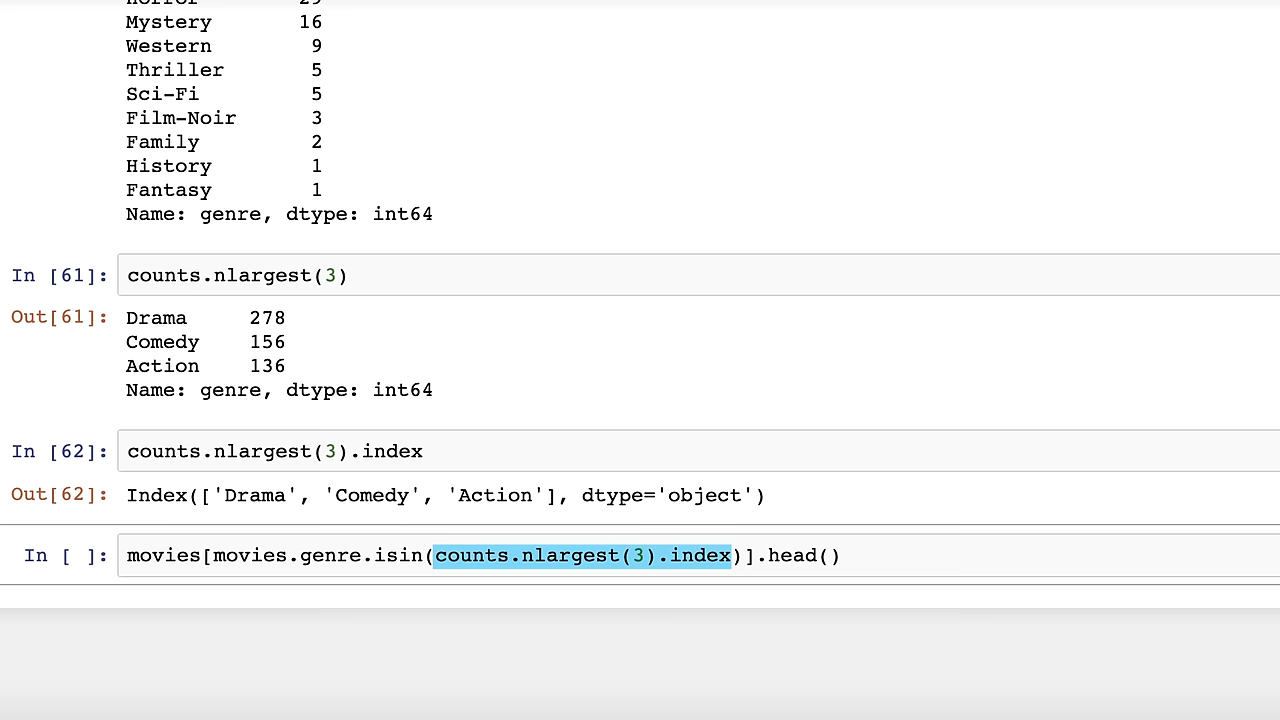 Horror 29
Mystery 16
Western 9
Thriller 5
Sci-Fi 5
Film-Noir 3
Family 2
History 1
Fantasy 1
Name: genre, dtype: int64
In [61]: counts.nlargest(3)
Out[61]: Drama 278
Comedy 156
Action 136
Name: genre, dtype: int64
In [62]: counts.nlargest(3).index
Out[62]: Index(['Drama', 'Comedy', 'Action'], dtype='object')
In [ ]: movies[movies.genre.isin(counts.nlargest(3).index)].head()